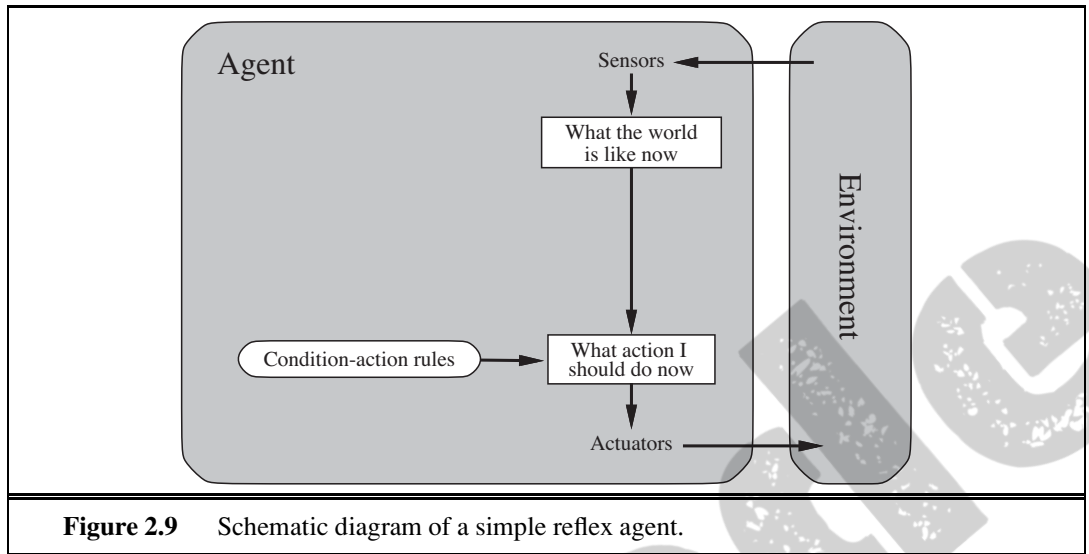 Agent
Sensors
What the world
is like now
Environment
Condition-action rules
What action I
should do now
Actuators
Figure 2.9 Schematic diagram of a simple reflex agent.